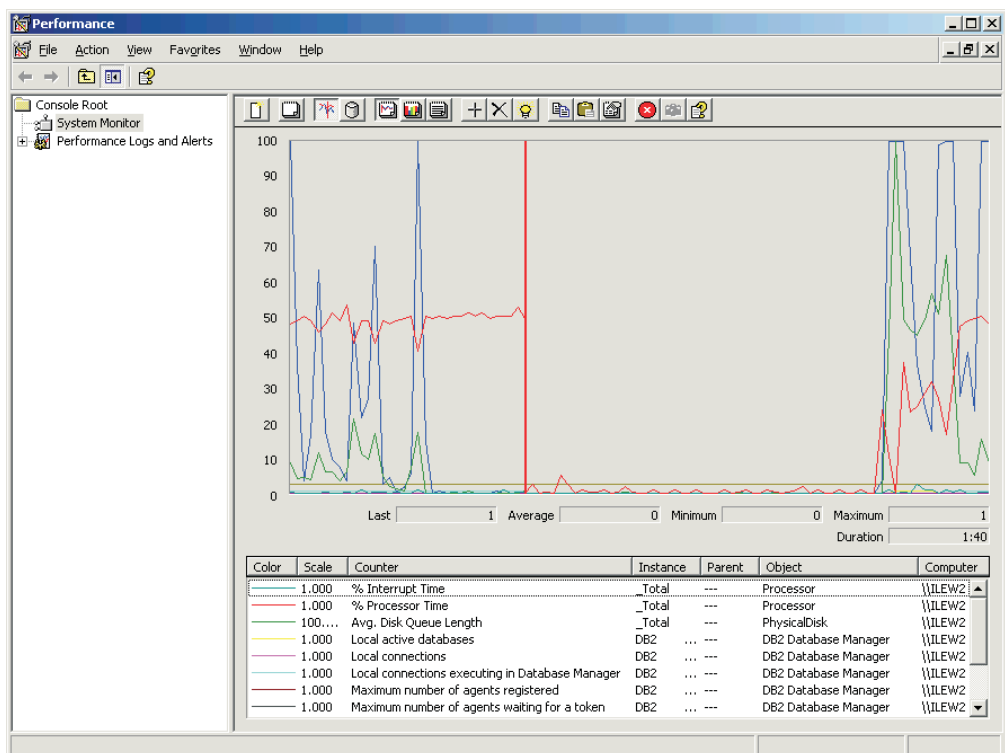 Performance
File Action View Favorites Window Help
Console Root
System Monitor
Performance Logs and Alerts
100
90
80
70
60
50
40
30
20
10
0
Last 1 Average 0 Minimum 0 Maximum 1
Duration 1:40
Color Scale Counter Instance Parent Object Computer
1.000 % Interrupt Time _Total --- Processor \\ILEW2
1.000 % Processor Time _Total --- Processor \\ILEW2
100.... Avg. Disk Queue Length _Total --- PhysicalDisk \\ILEW2
1.000 Local active databases DB2 ... --- DB2 Database Manager \\ILEW2
1.000 Local connections DB2 ... --- DB2 Database Manager \\ILEW2
1.000 Local connections executing in Database Manager DB2 ... --- DB2 Database Manager \\ILEW2
1.000 Maximum number of agents registered DB2 ... --- DB2 Database Manager \\ILEW2
1.000 Maximum number of agents waiting for a token DB2 ... --- DB2 Database Manager \\ILEW2